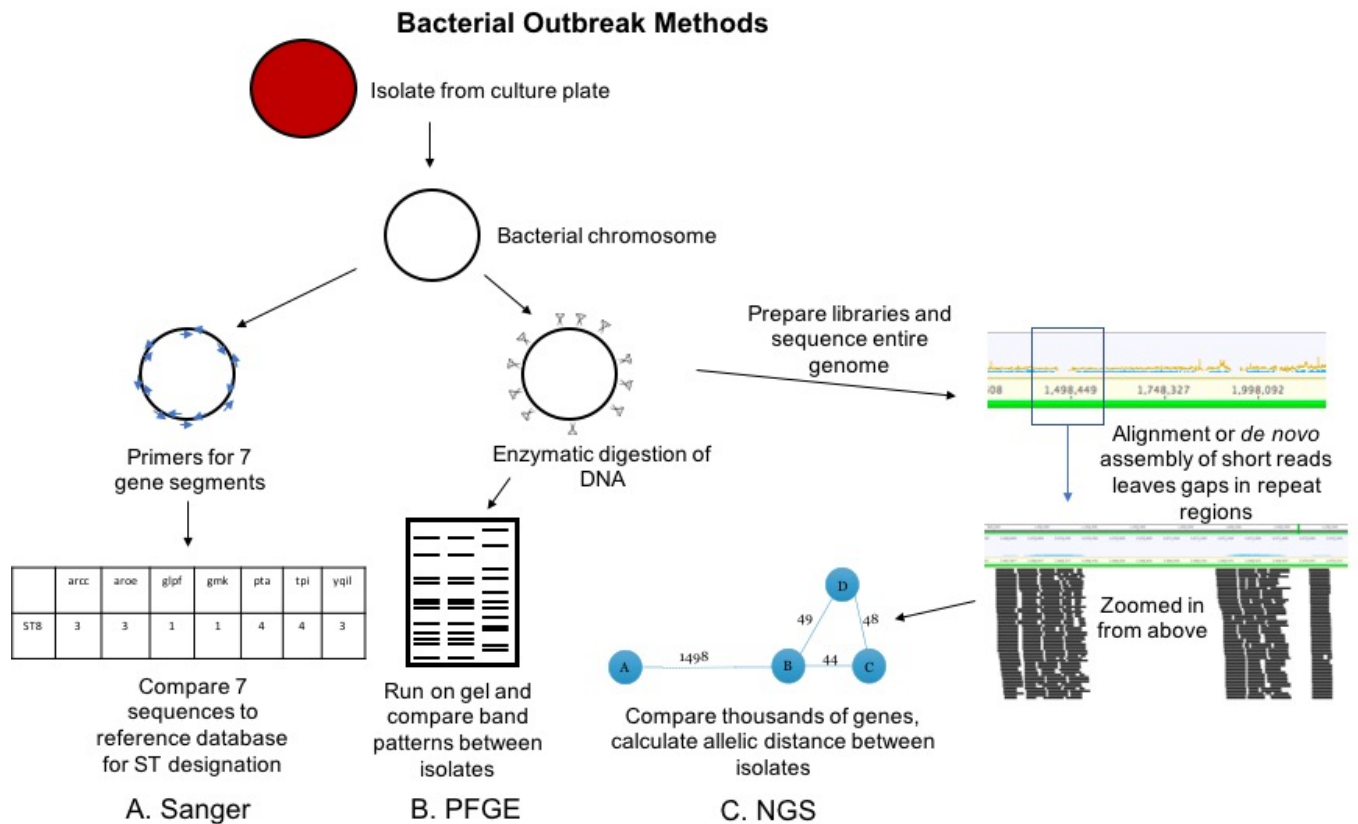 Bacterial Outbreak Methods
Isolate from culture plate
Bacterial chromosome
Primers for 7
gene segments
arcc aroe glpf gmk pta tpi yqil
ST8 3 3 1 1 4 4 3
Compare 7
sequences to
reference database
for ST designation
A. Sanger
Enzymatic digestion of
DNA
Run on gel and
compare band
patterns between
isolates
B. PFGE
Prepare libraries and
sequence entire
genome
1,498,449 1,748,327 1,998,092
Alignment or de novo
assembly of short reads
leaves gaps in repeat
regions
Zoomed in
from above
D
49 48
A 1498 B 44 C
Compare thousands of genes,
calculate allelic distance between
isolates
C. NGS